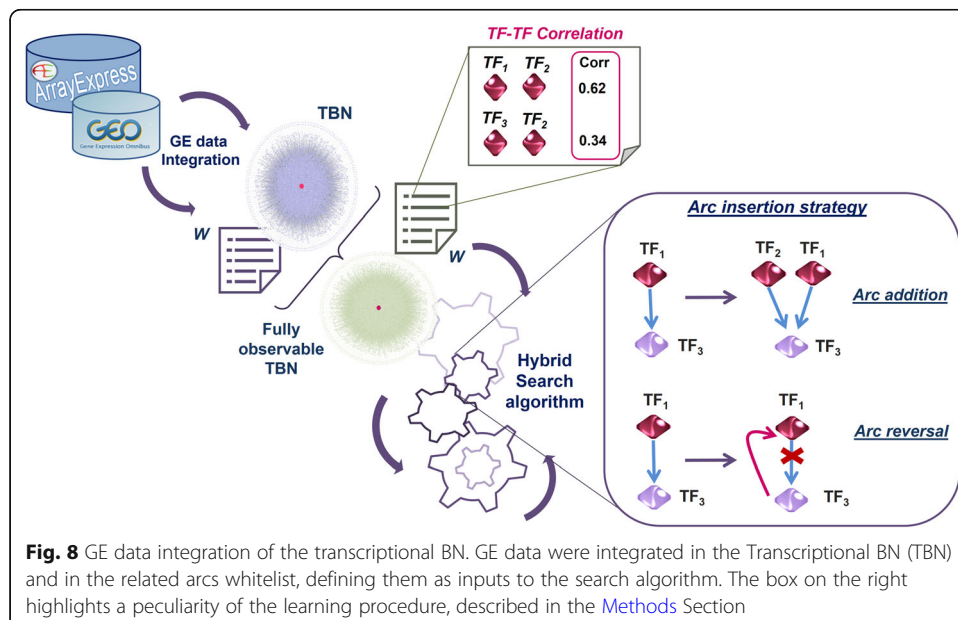 ArrayExpress
GEO
Gene Expression Omnibus
GE data
Integration
TBN
W
TF-TF Correlation
TF1 TF2 Corr
0.62
TF3 TF2
0.34
W
Fully
observable
TBN
Hybrid
Search
algorithm
Arc insertion strategy
TF1
TF3
TF2 TF1
TF3
Arc addition
TF1
TF3
TF1
TF3
Arc reversal
Fig. 8 GE data integration of the transcriptional BN. GE data were integrated in the Transcriptional BN (TBN)
and in the related arcs whitelist, defining them as inputs to the search algorithm. The box on the right
highlights a peculiarity of the learning procedure, described in the Methods Section